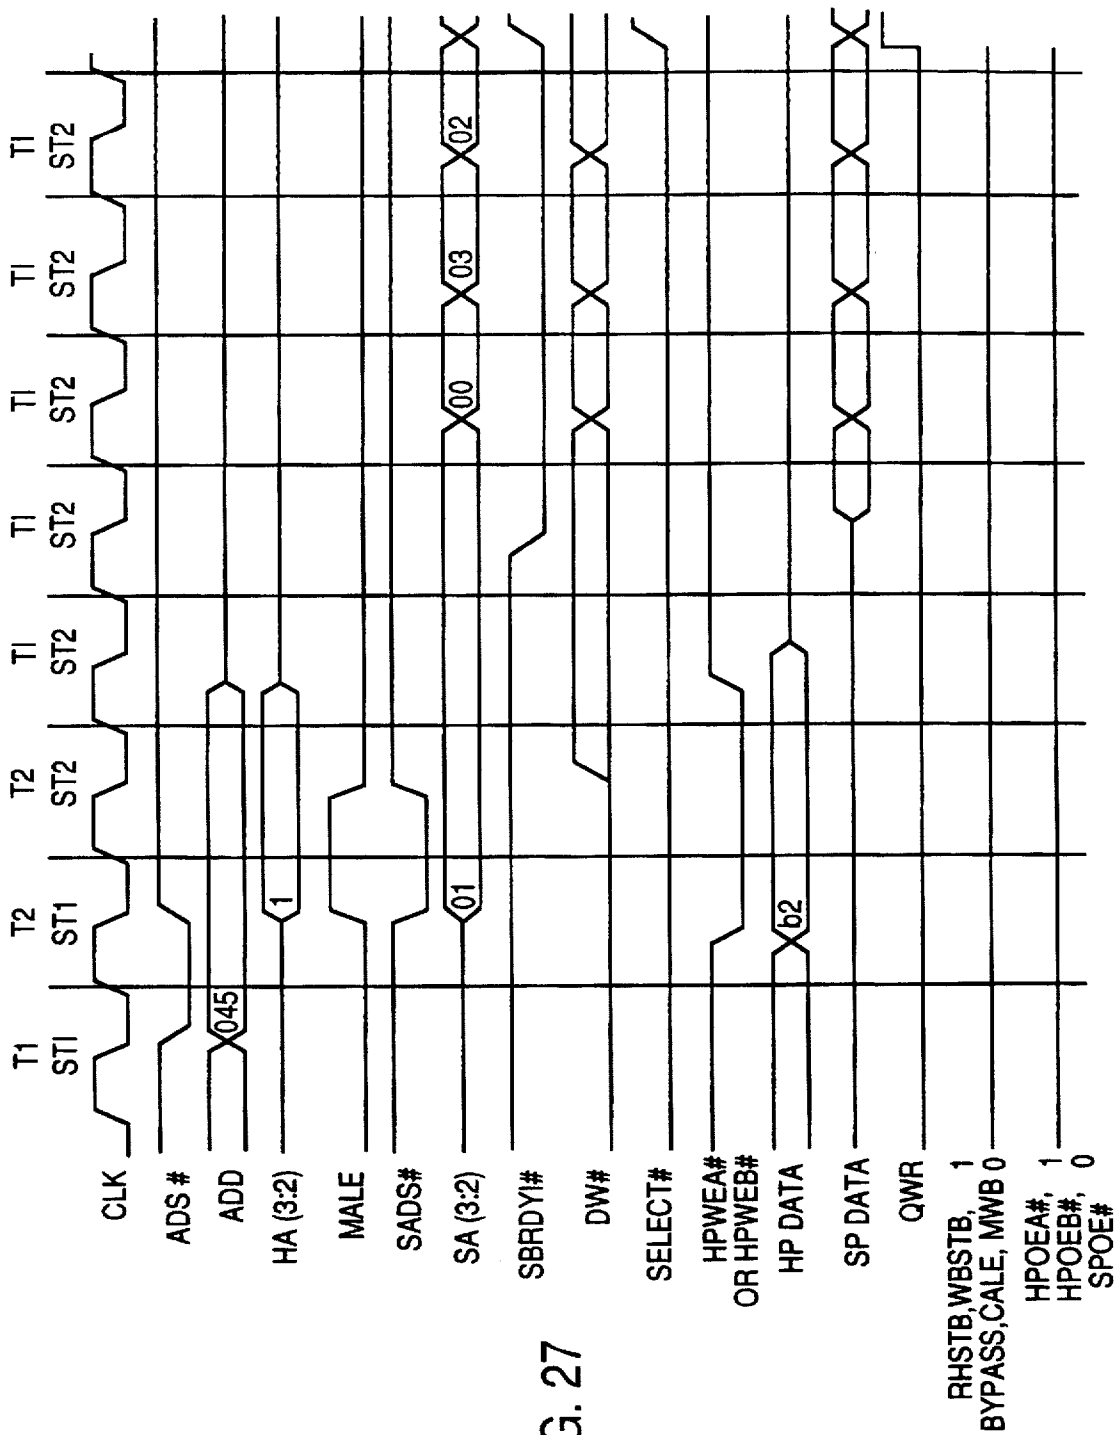 T1 T2 T2 TI TI TI TI TI
STI ST1 ST2 ST2 ST2 ST2 ST2 ST2
CLK
ADS #
ADD 045
HA (3:2) 1
MALE
SADS#
SA (3:2) 01 00 03 02
SBRDYI#
DW#
SELECT#
HPWEA#
OR HPWEB#
HP DATA b2
SP DATA
QWR
RHSTB,WBSTB, 1
BYPASS,CALE, MWB 0
HPOEA#, 1
HPOEB#, 0
SPOE#
G. 27